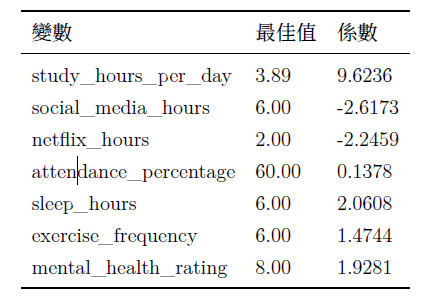 變數 最佳值 係數
study_hours_per_day 3.89 9.6236
social_media_hours 6.00 -2.6173
netflix_hours 2.00 -2.2459
attendance_percentage 60.00 0.1378
sleep_hours 6.00 2.0608
exercise_frequency 6.00 1.4744
mental_health_rating 8.00 1.9281